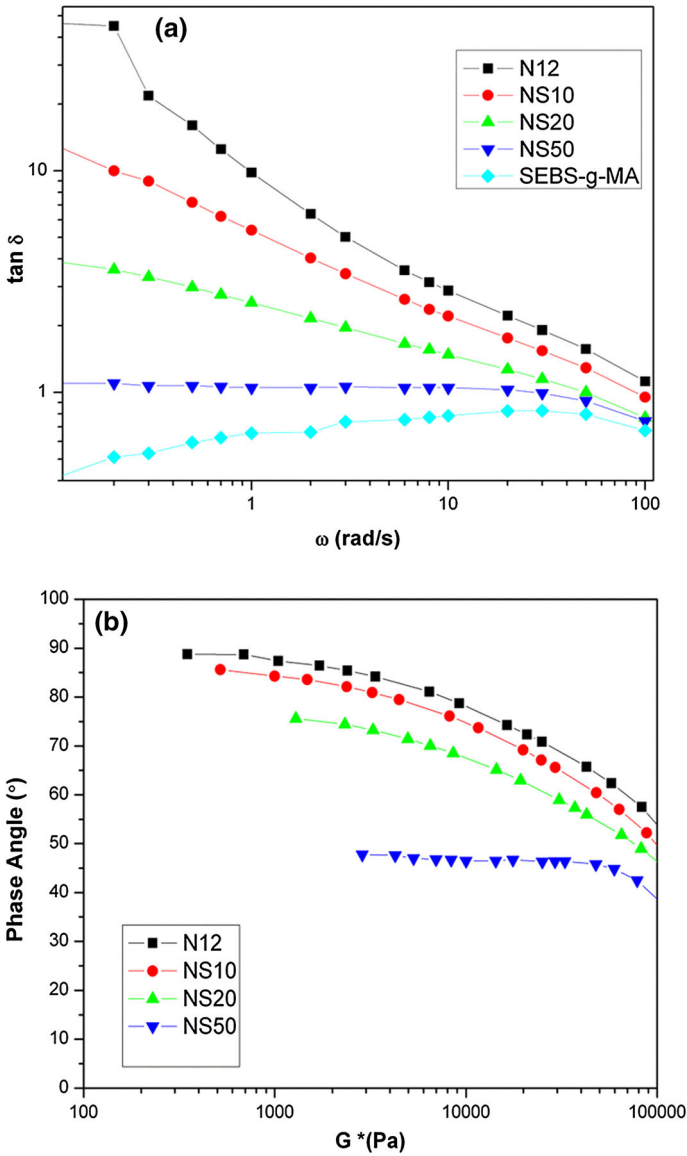 (a)
N12
NS10
NS20
NS50
SEBS-g-MA
10
1
tan δ
1
10
100
ω (rad/s)
(b)
100
90
80
70
60
50
40
30
20
10
0
Phase Angle (°)
N12
NS10
NS20
NS50
100
1000
10000
100000
G *(Pa)